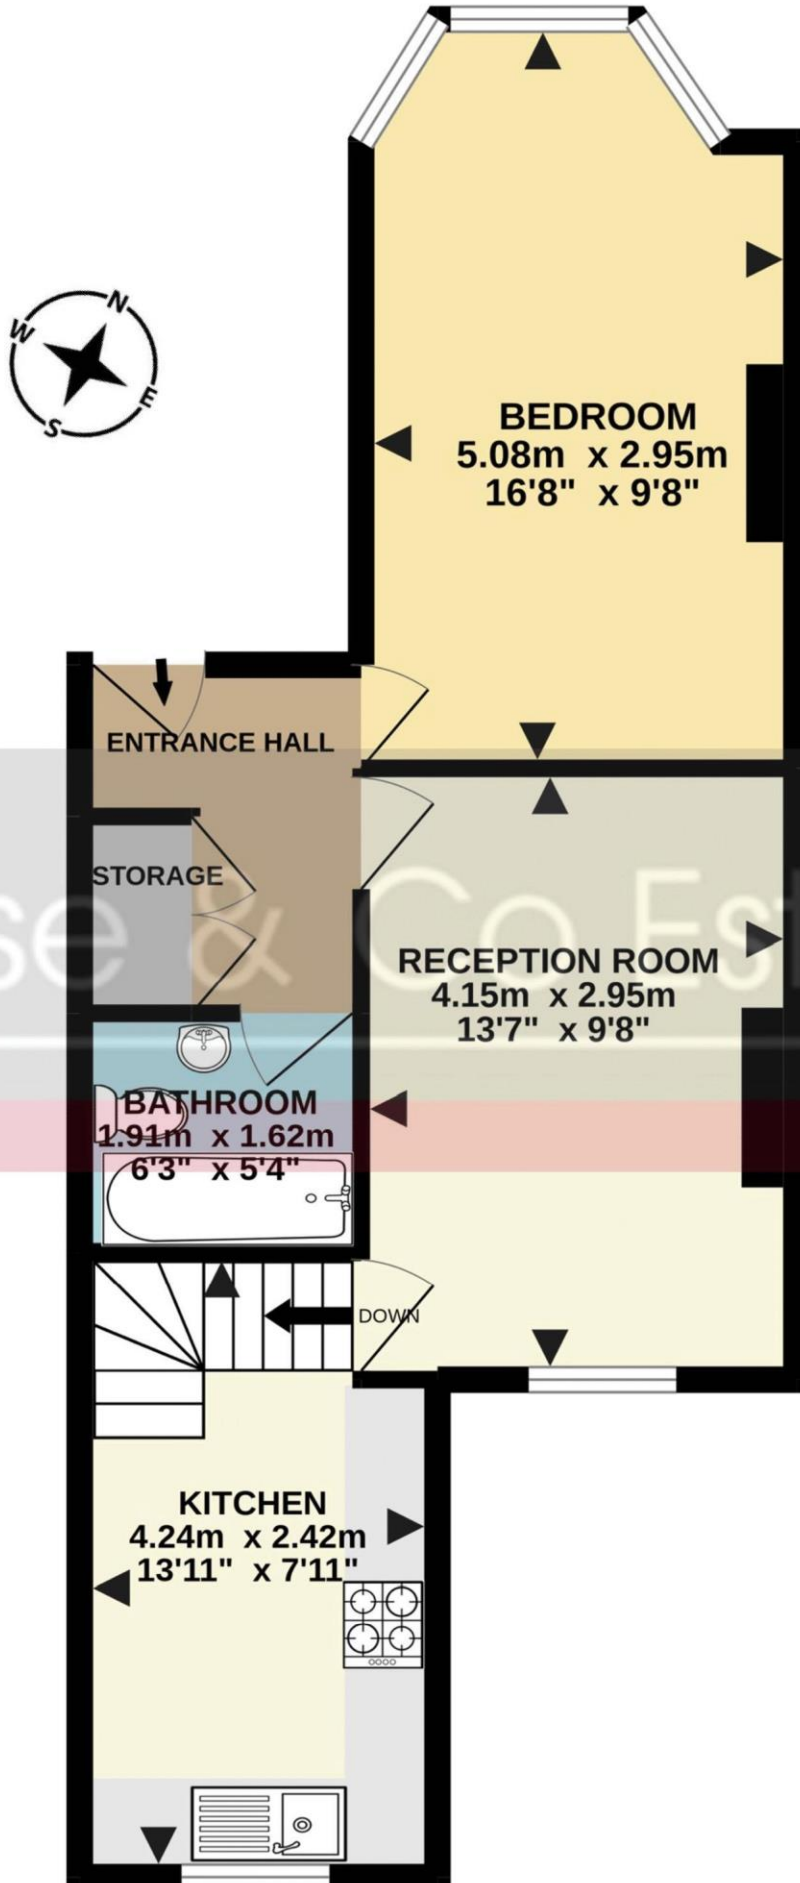 N
W
E
S
BEDROOM
5.08m x 2.95m
16'8" x 9'8"
ENTRANCE HALL
STORAGE
se & Co Est
RECEPTION ROOM
4.15m x 2.95m
13'7" x 9'8"
BATHROOM
1.91m x 1.62m
6'3" x 5'4"
DOWN
KITCHEN
4.24m x 2.42m
13'11" x 7'11"